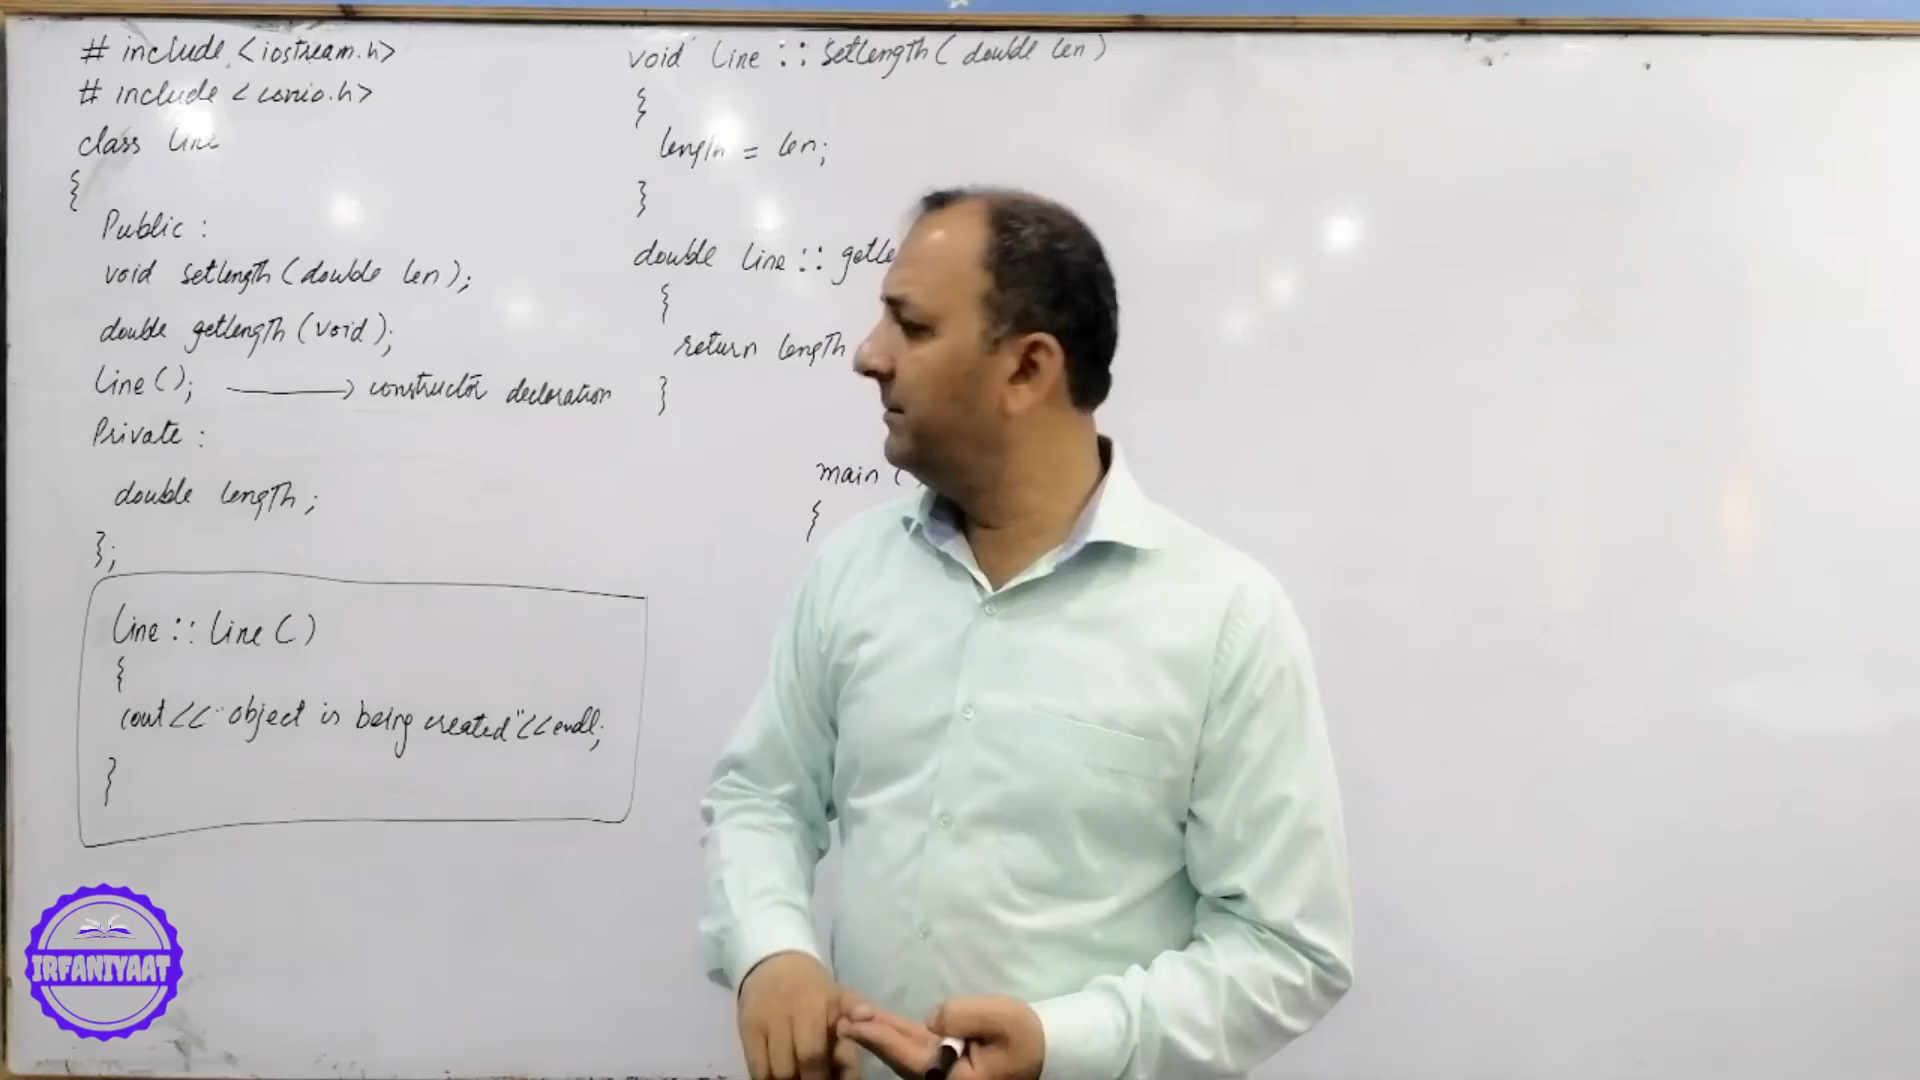 # include <iostream.h>
# include <conio.h>
class Line
{
Public :
void setlength (double len);
double getlength (void);
Line (); → constructor declaration
Private :
double length ;
};
Line :: Line ( )
{
cout << "object is being created" << endl;
}
void Line :: setlength ( double len )
{
length = len;
}
double Line ::
{
return length
}
main (
{
IRFANIYAAT